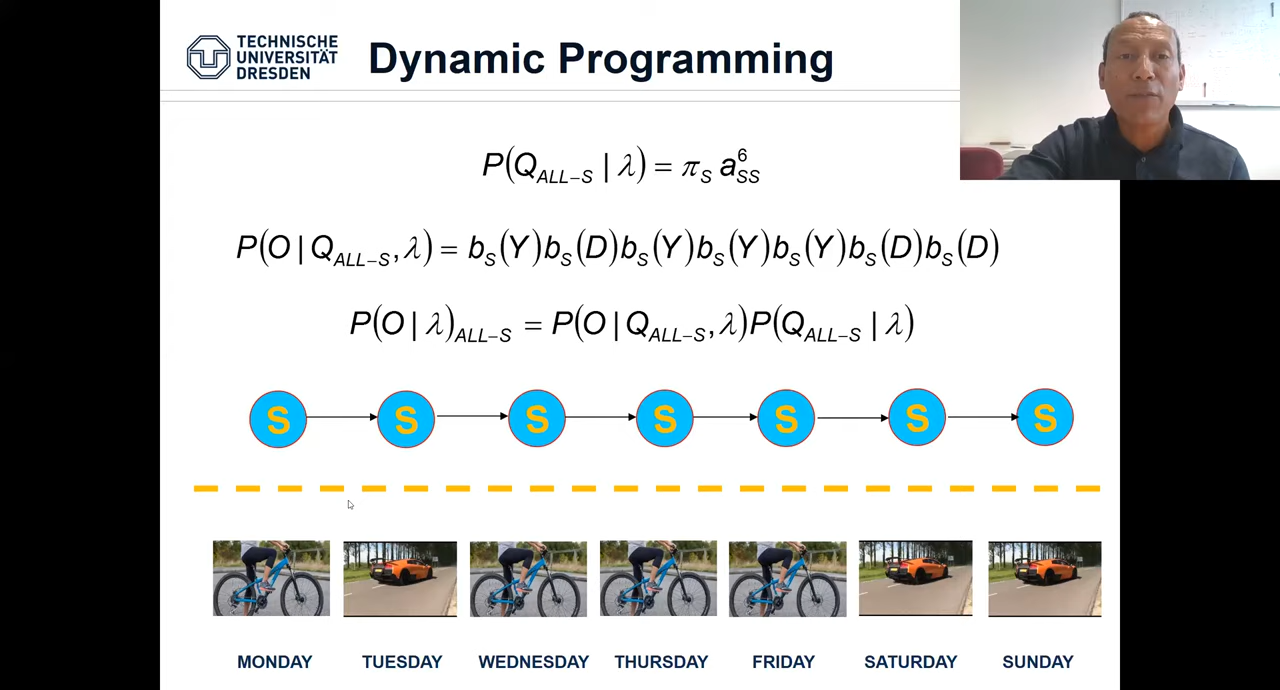 TECHNISCHE
UNIVERSITÄT
DRESDEN
Dynamic Programming
P(Q_{ALL-S} | λ) = π_S a_{SS}^6
P(O | Q_{ALL-S}, λ) = b_S(Y)b_S(D)b_S(Y)b_S(Y)b_S(Y)b_S(D)b_S(D)
P(O | λ)_{ALL-S} = P(O | Q_{ALL-S}, λ)P(Q_{ALL-S} | λ)
S S S S S S S
MONDAY TUESDAY WEDNESDAY THURSDAY FRIDAY SATURDAY SUNDAY